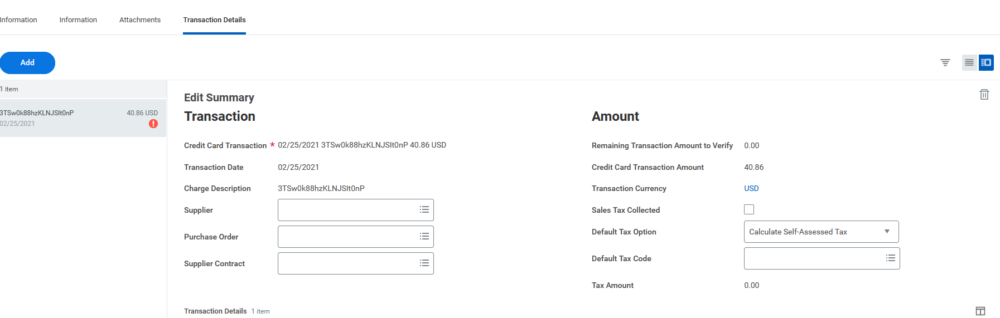 Information Information Attachments Transaction Details
Add
1 item
3TSw0k88hzKLNJSlt0nP 40.86 USD
02/25/2021
Edit Summary
Transaction
Credit Card Transaction * 02/25/2021 3TSw0k88hzKLNJSlt0nP 40.86 USD
Transaction Date 02/25/2021
Charge Description 3TSw0k88hzKLNJSlt0nP
Supplier
Purchase Order
Supplier Contract
Amount
Remaining Transaction Amount to Verify 0.00
Credit Card Transaction Amount 40.86
Transaction Currency USD
Sales Tax Collected
Default Tax Option Calculate Self-Assessed Tax
Default Tax Code
Tax Amount 0.00
Transaction Details 1 item